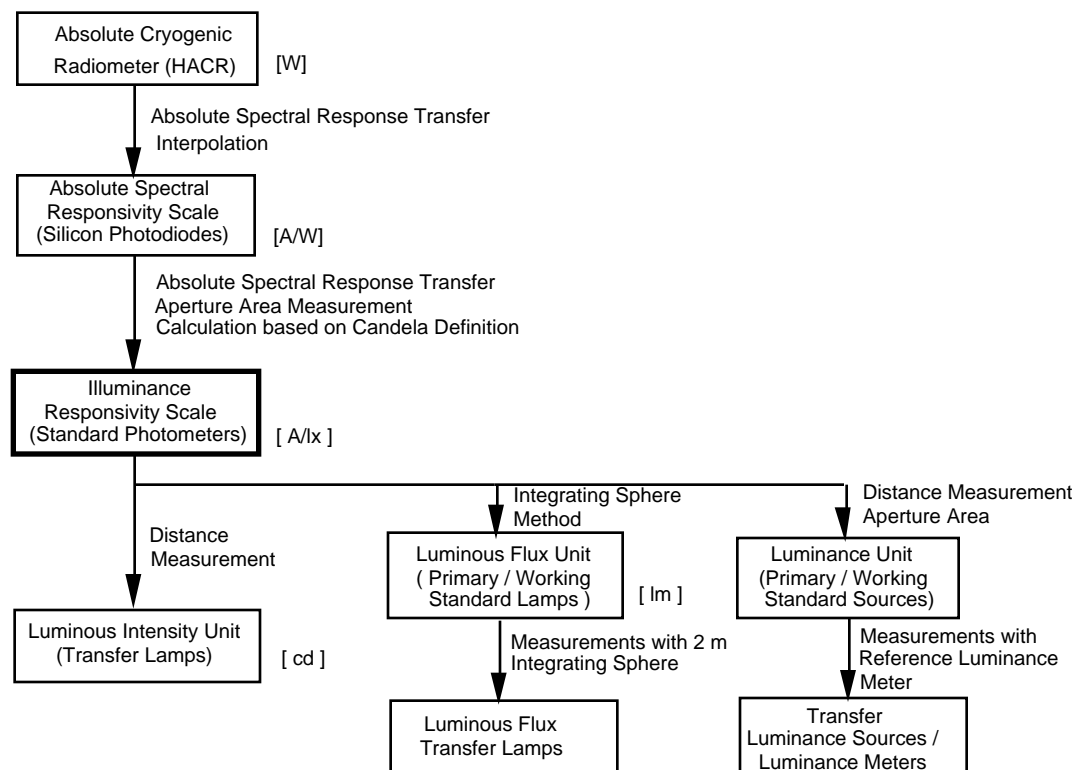 Absolute Cryogenic
Radiometer (HACR)
[W]
Absolute Spectral Response Transfer
Interpolation
Absolute Spectral
Responsivity Scale
(Silicon Photodiodes)
[A/W]
Absolute Spectral Response Transfer
Aperture Area Measurement
Calculation based on Candela Definition
Illuminance
Responsivity Scale
(Standard Photometers)
[ A/lx ]
Distance
Measurement
Luminous Intensity Unit
(Transfer Lamps)
[ cd ]
Integrating Sphere
Method
Luminous Flux Unit
( Primary / Working
Standard Lamps )
[ lm ]
Measurements with 2 m
Integrating Sphere
Luminous Flux
Transfer Lamps
Distance Measurement
Aperture Area
Luminance Unit
(Primary / Working
Standard Sources)
Measurements with
Reference Luminance
Meter
Transfer
Luminance Sources /
Luminance Meters